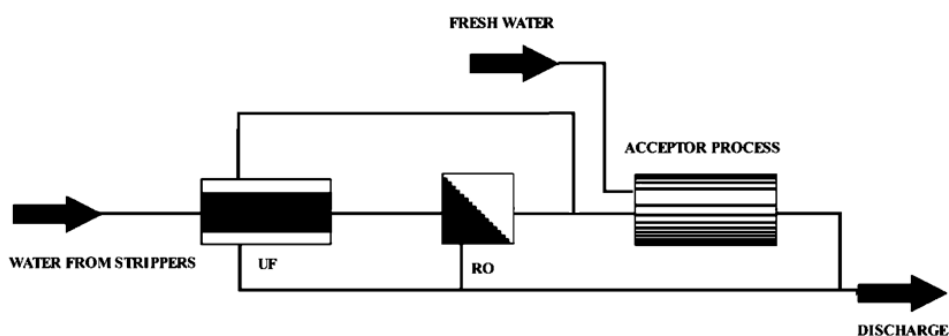 FRESH WATER
ACCEPTOR PROCESS
WATER FROM STRIPPERS
UF
RO
DISCHARGE